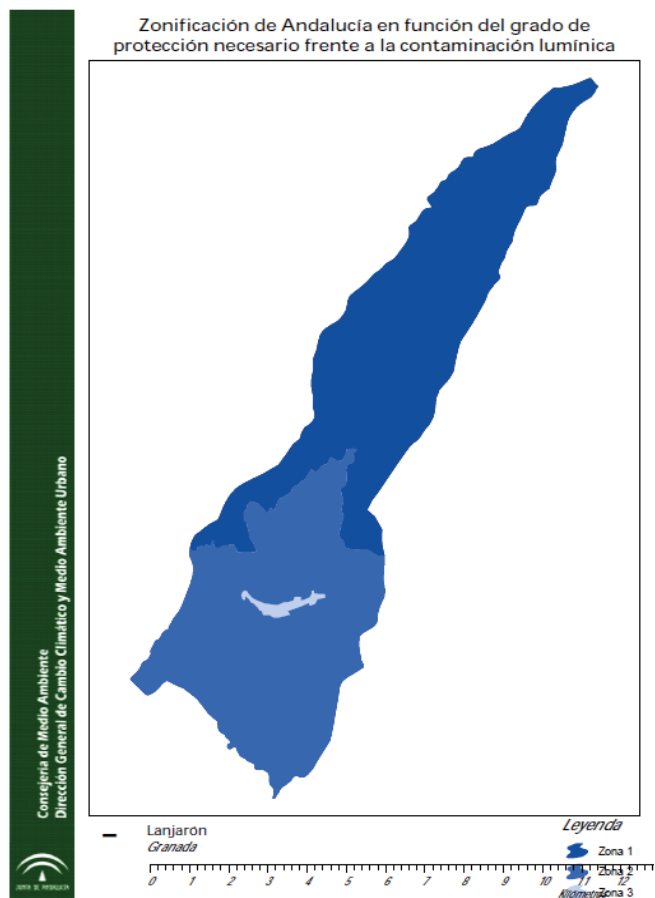 Zonificación de Andalucía en función del grado de
protección necesario frente a la contaminación lumínica
Consejería de Medio Ambiente
Dirección General de Cambio Climático y Medio Ambiente Urbano
JUNTA DE ANDALUCIA
Lanjarón
Granada
Leyenda
Zona 1
Zona 2
Zona 3
0 1 2 3 4 5 6 7 8 9 10 11 12
Kilómetros